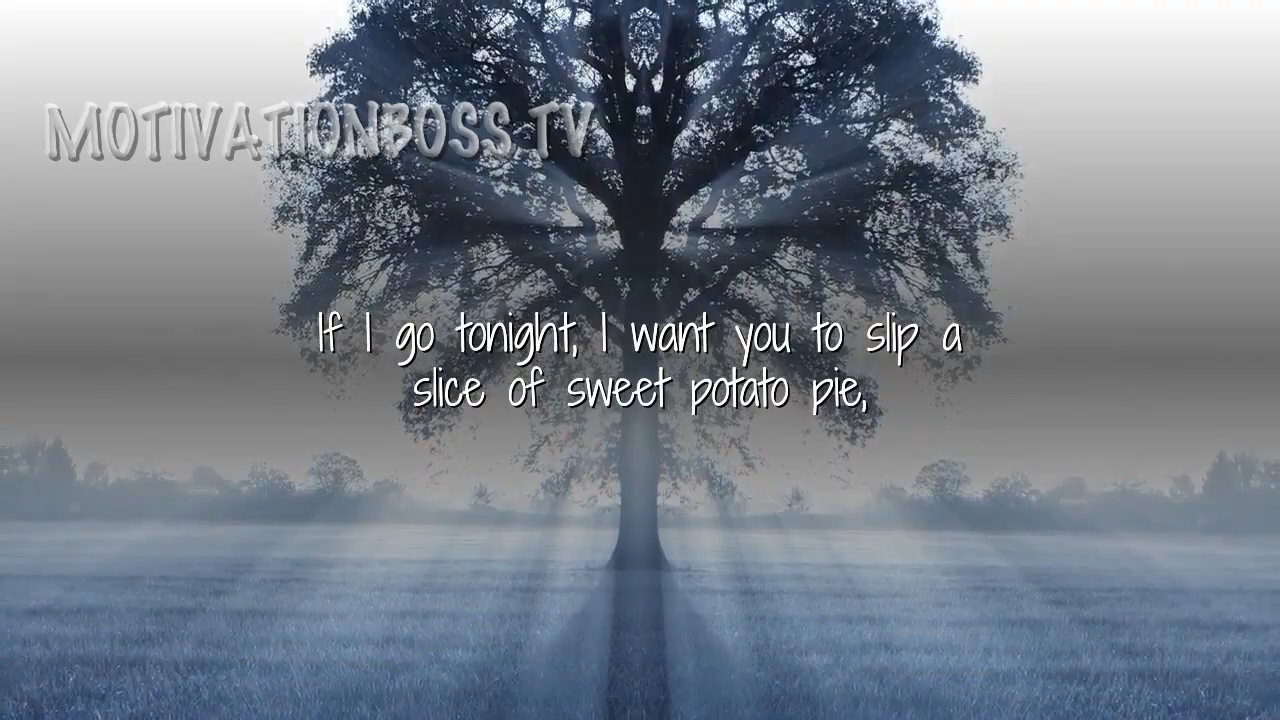 MOTIVATIONBOSS.TV
If I go tonight, I want you to slip a
slice of sweet potato pie,